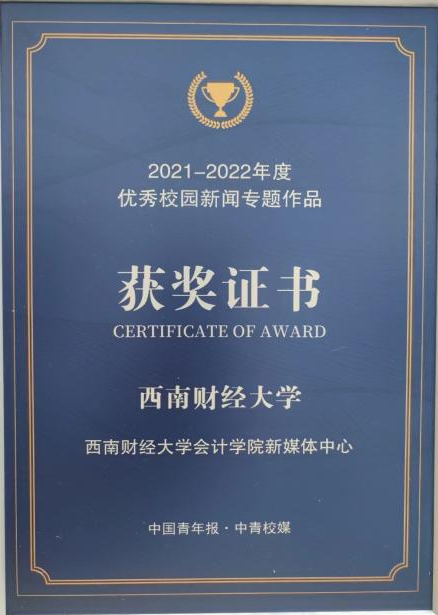 2021-2022年度
优秀校园新闻专题作品
获奖证书
CERTIFICATE OF AWARD
西南财经大学
西南财经大学会计学院新媒体中心
中国青年报·中青校媒